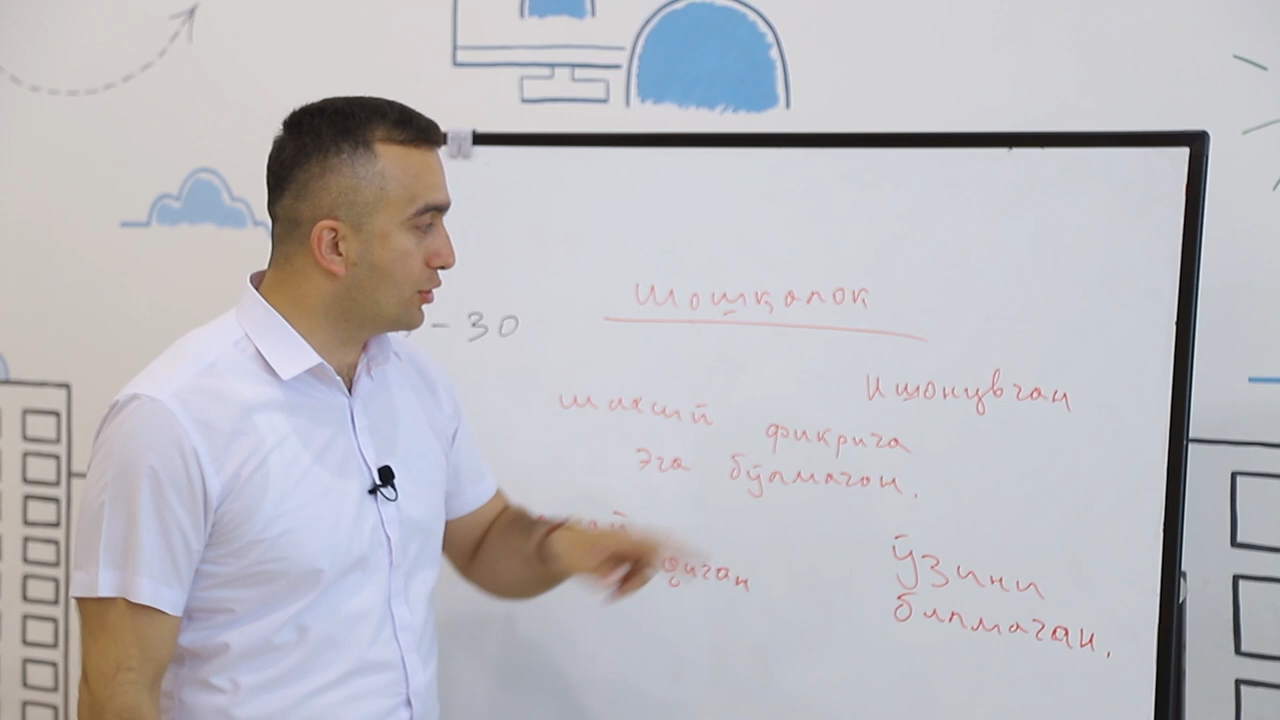 - 30
Шошқалоқ
Ишонувчан
шахсий фикрига
эга бўлмаган.
ўзини
билмаган.